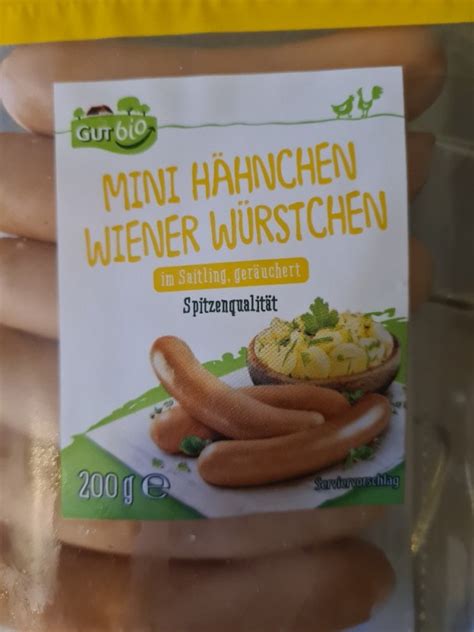 GUT bio
MINI HÄHNCHEN
WIENER WÜRSTCHEN
im Saitling, geräuchert
Spitzenqualität
200 g ℮
Serviervorschlag